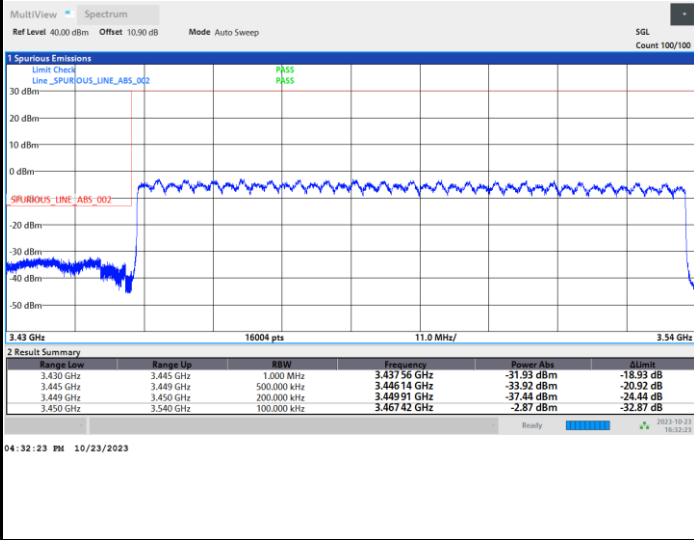 MultiView Spectrum
Ref Level 40.00 dBm Offset 10.90 dB Mode Auto Sweep SGL
Count 100/100
1 Spurious Emissions
Limit Check PASS
Line _SPURIOUS_LINE_ABS_002 PASS
30 dBm
20 dBm
10 dBm
0 dBm
_SPURIOUS_LINE_ABS_002
-20 dBm
-30 dBm
-40 dBm
-50 dBm
3.43 GHz 16004 pts 11.0 MHz/ 3.54 GHz
2 Result Summary
Range Low Range Up RBW Frequency Power Abs ΔLimit
3.430 GHz 3.445 GHz 1.000 MHz 3.437 56 GHz -31.93 dBm -18.93 dB
3.445 GHz 3.449 GHz 500.000 kHz 3.446 14 GHz -33.92 dBm -20.92 dB
3.449 GHz 3.450 GHz 200.000 kHz 3.449 91 GHz -37.44 dBm -24.44 dB
3.450 GHz 3.540 GHz 100.000 kHz 3.467 42 GHz -2.87 dBm -32.87 dB
Ready 2023-10-23
16:32:23
04:32:23 PM 10/23/2023